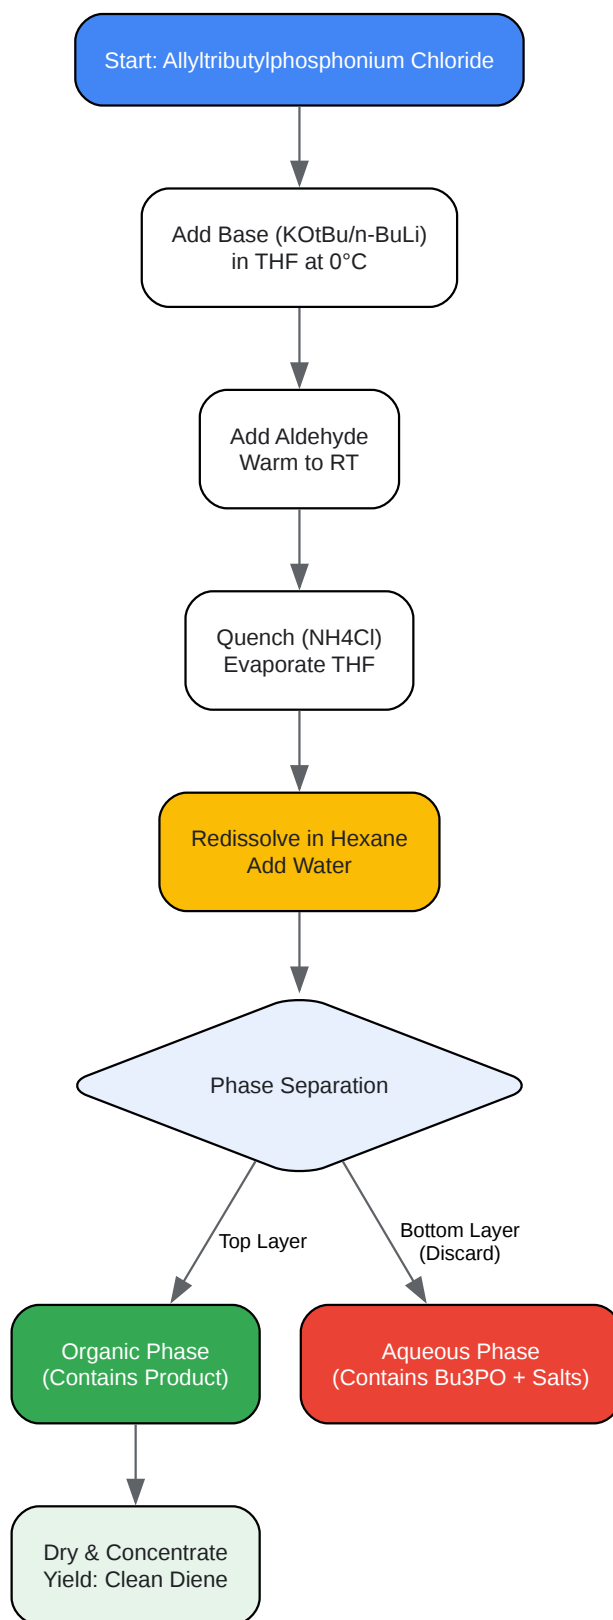 Start: Allyltributylphosphonium Chloride
Add Base (KOtBu/n-BuLi)
in THF at 0°C
Add Aldehyde
Warm to RT
Quench (NH4Cl)
Evaporate THF
Redissolve in Hexane
Add Water
Phase Separation
Top Layer
Bottom Layer
(Discard)
Organic Phase
(Contains Product)
Aqueous Phase
(Contains Bu3PO + Salts)
Dry & Concentrate
Yield: Clean Diene